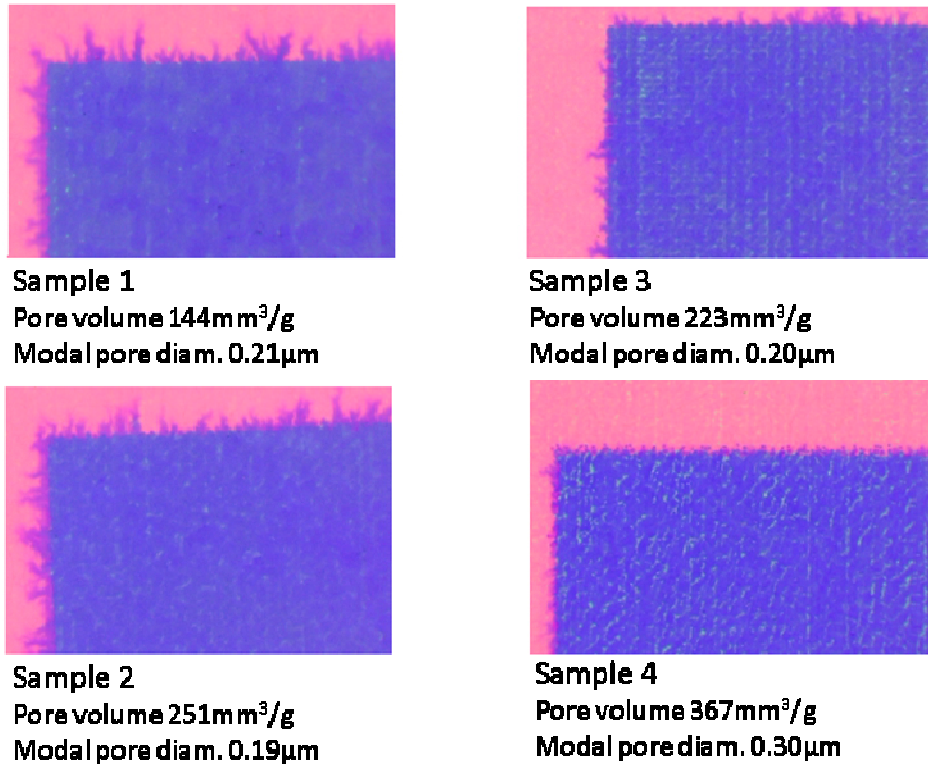 Sample 1
Pore volume 144mm³/g
Modal pore diam. 0.21µm
Sample 3
Pore volume 223mm³/g
Modal pore diam. 0.20µm
Sample 2
Pore volume 251mm³/g
Modal pore diam. 0.19µm
Sample 4
Pore volume 367mm³/g
Modal pore diam. 0.30µm